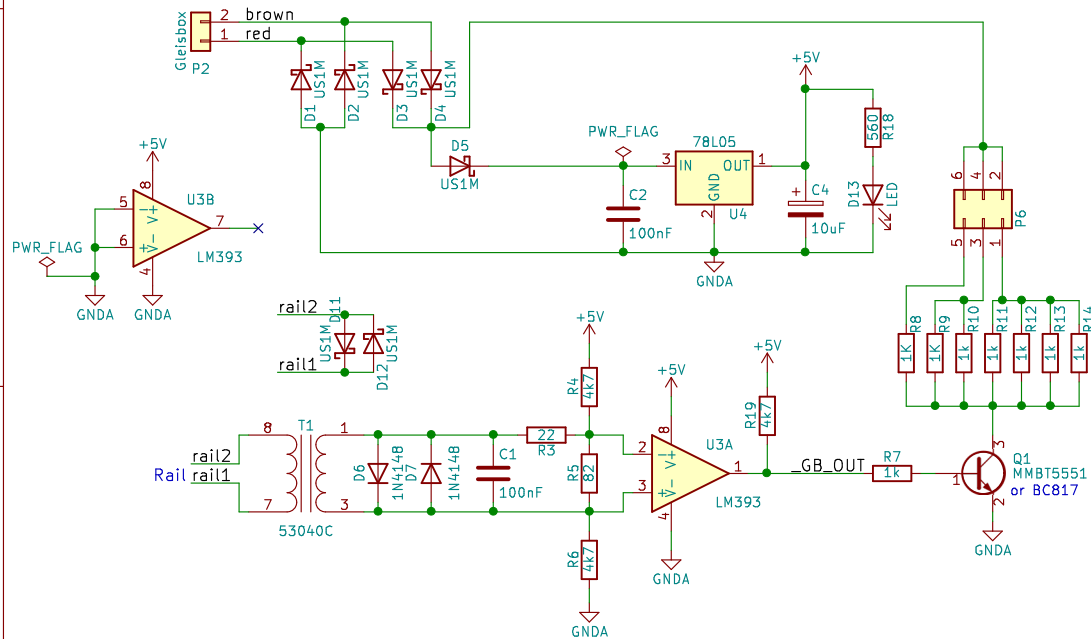 Gleisbox
P2
2
brown
1
red
D1
US1M
D2
US1M
D3
US1M
D4
US1M
D5
US1M
PWR_FLAG
C2
100nF
3
IN
78L05
OUT
1
GND
2
U4
GNDA
+5V
+
C4
10uF
560
R18
D13
LED
6
4
2
5
3
1
P6
+5V
8
5
6
+
V+
-
V-
4
U3B
7
LM393
PWR_FLAG
GNDA
GNDA
rail2
rail1
D11
US1M
D12
US1M
R8
1K
R9
1K
R10
1k
R11
1k
R12
1k
R13
1k
R14
1k
Rail
rail2
rail1
8
7
T1
1
3
53040C
D6
1N4148
D7
1N4148
C1
100nF
22
R3
+5V
R4
4k7
R5
82
R6
4k7
GNDA
+5V
8
2
3
-
V+
+
V-
4
U3A
1
LM393
GNDA
+5V
R19
4k7
_GB_OUT
R7
1k
1
3
2
Q1
MMBT5551
or BC817
GNDA